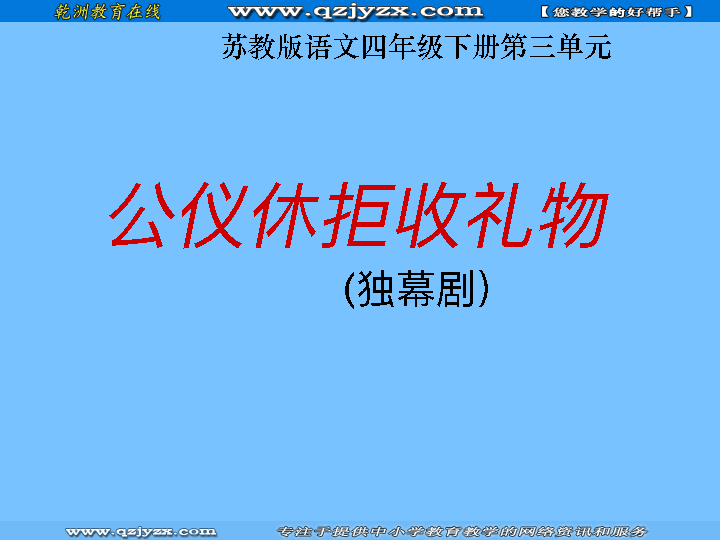 乾洲教育在线 www.qzjyzx.com 【您教学的好帮手】
苏教版语文四年级下册第三单元
公仪休拒收礼物
(独幕剧)
www.qzjyzx.com 专注于提供中小学教育教学的网络资讯和服务